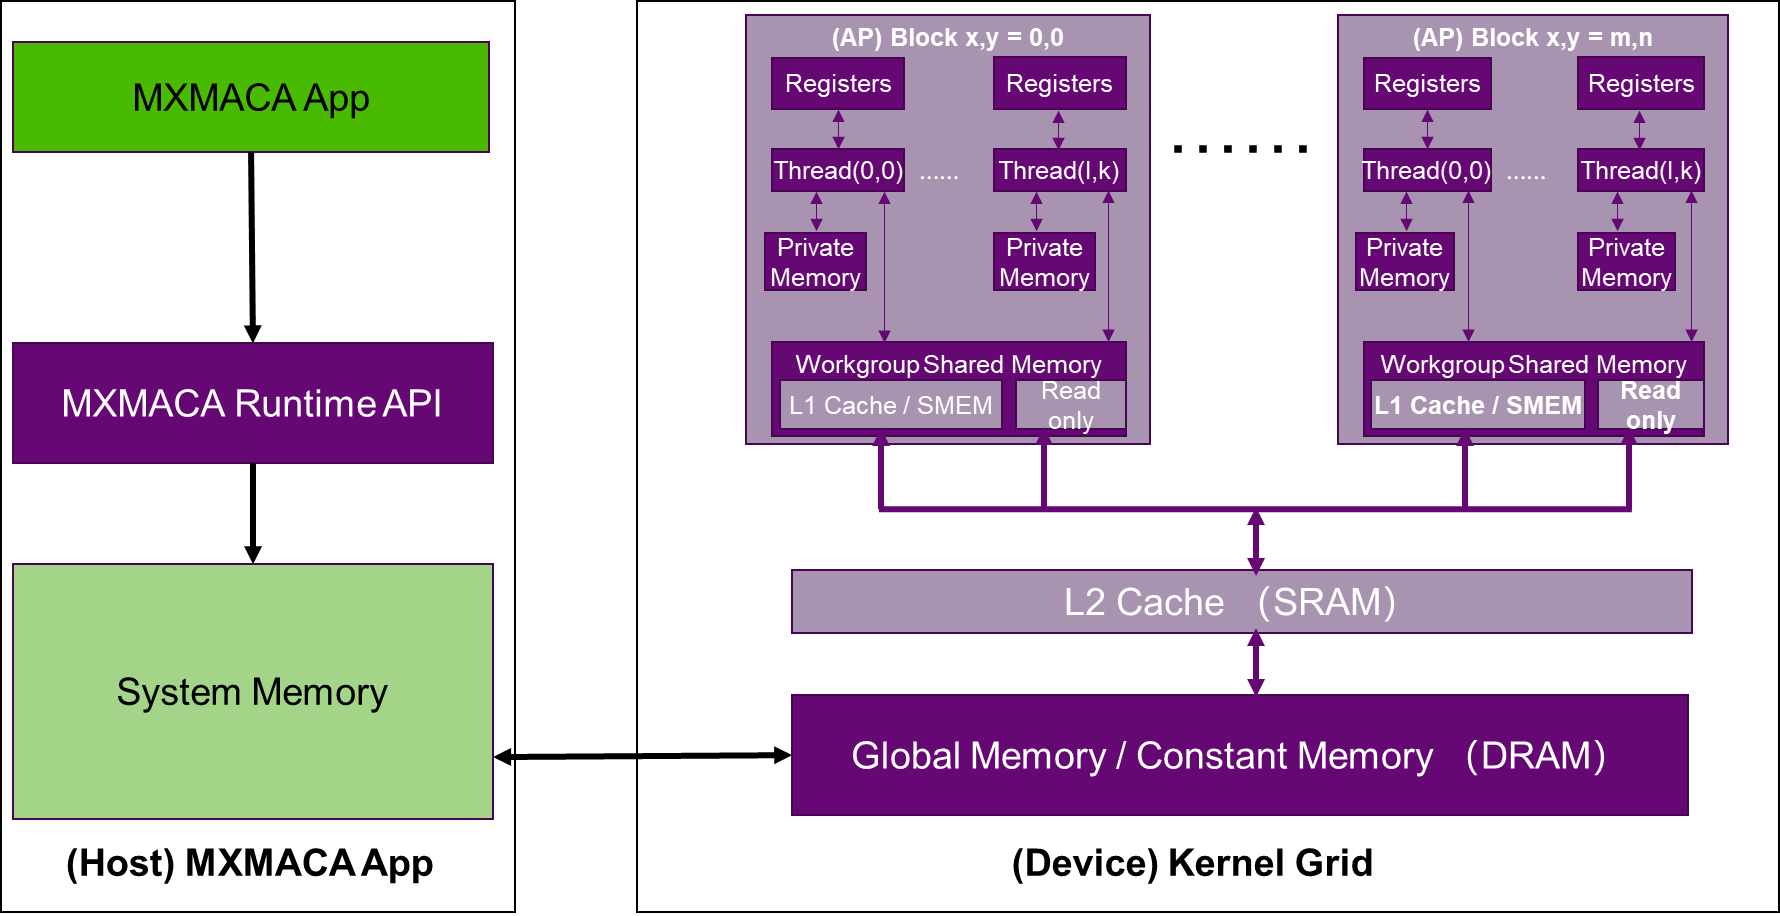 MXMACA App
MXMACA Runtime API
System Memory
(Host) MXMACA App
(AP) Block x,y = 0,0
Registers
Registers
Thread(0,0)
......
Thread(l,k)
Private
Memory
Private
Memory
Workgroup Shared Memory
L1 Cache / SMEM
Read
only
......
(AP) Block x,y = m,n
Registers
Registers
Thread(0,0)
......
Thread(l,k)
Private
Memory
Private
Memory
Workgroup Shared Memory
L1 Cache / SMEM
Read
only
L2 Cache （SRAM）
Global Memory / Constant Memory （DRAM）
(Device) Kernel Grid